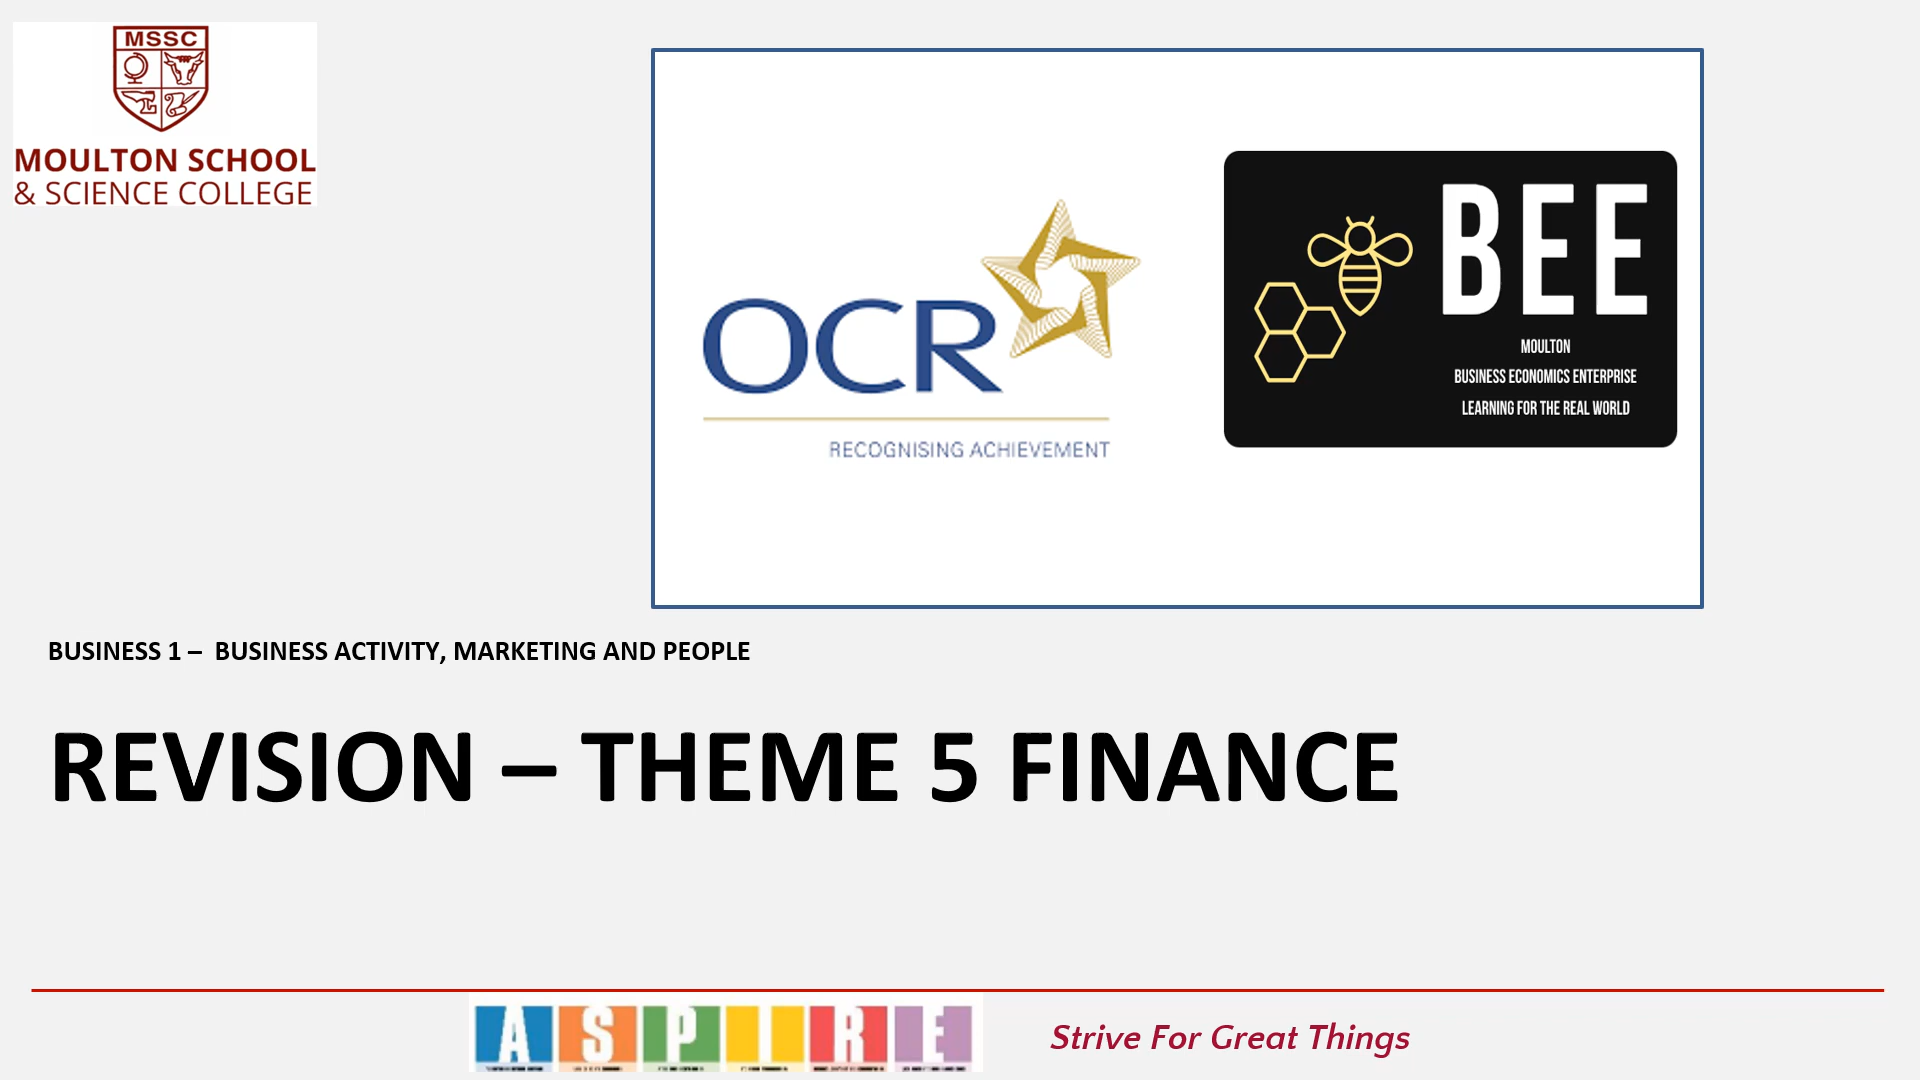 MSSC
MOULTON SCHOOL
& SCIENCE COLLEGE
OCR
RECOGNISING ACHIEVEMENT
BEE
MOULTON
BUSINESS ECONOMICS ENTERPRISE
LEARNING FOR THE REAL WORLD
BUSINESS 1 – BUSINESS ACTIVITY, MARKETING AND PEOPLE
REVISION – THEME 5 FINANCE
ASPIRE
Strive For Great Things